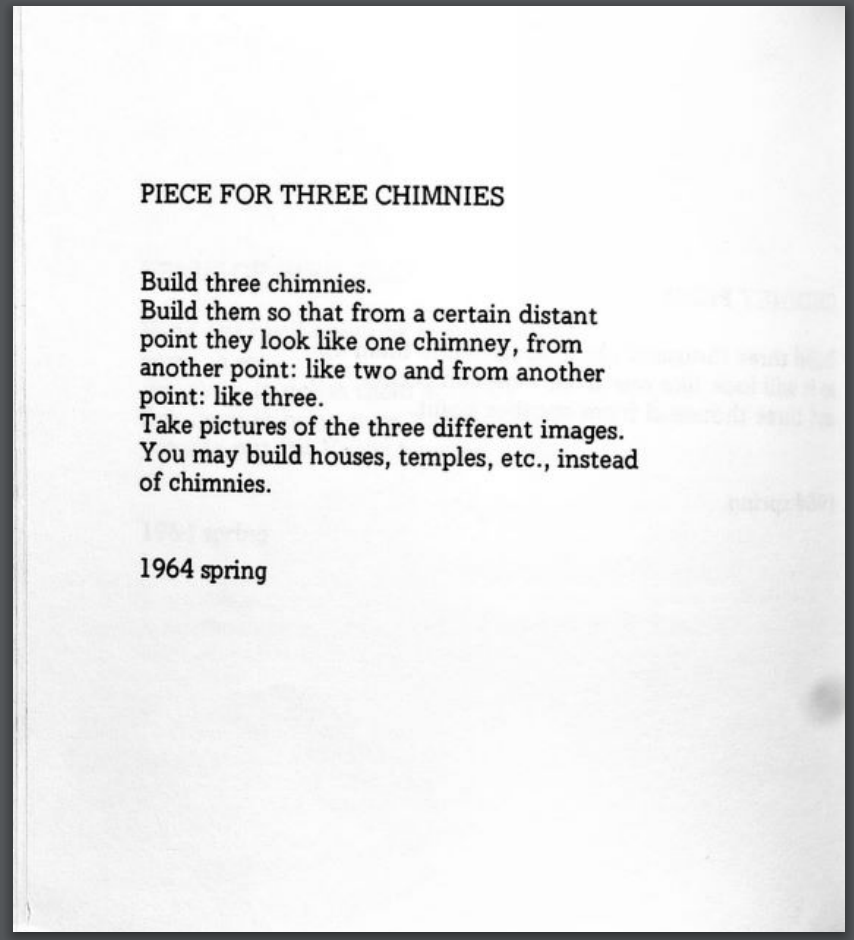 PIECE FOR THREE CHIMNIES
Build three chimnies.
Build them so that from a certain distant
point they look like one chimney, from
another point: like two and from another
point: like three.
Take pictures of the three different images.
You may build houses, temples, etc., instead
of chimnies.
1964 spring